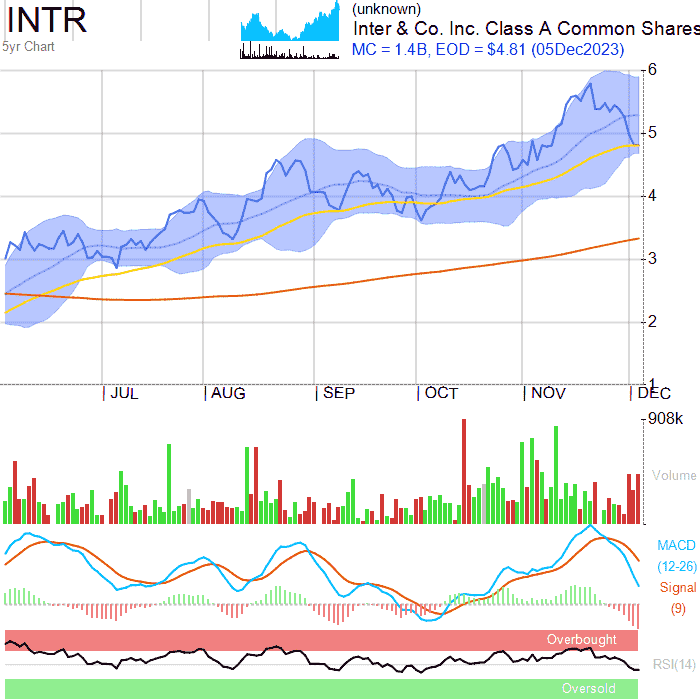 INTR
5yr Chart
(unknown)
Inter & Co. Inc. Class A Common Shares
MC = 1.4B, EOD = $4.81 (05Dec2023)
6
5
4
3
2
1
JUL AUG SEP OCT NOV DEC
908k
Volume
MACD
(12-26)
Signal
(9)
Overbought
RSI(14)
Oversold